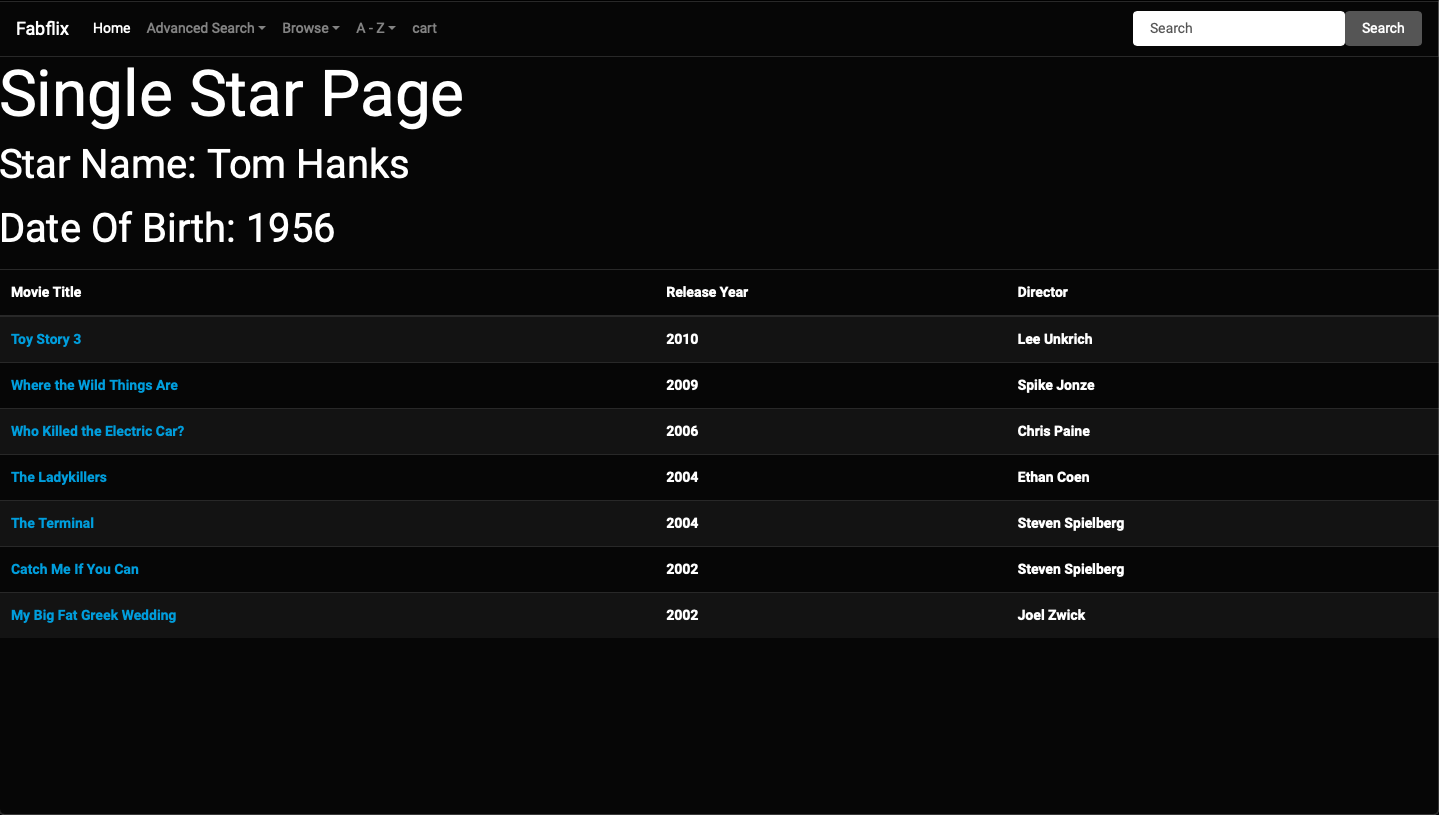 Fabflix Home Advanced Search Browse A - Z cart Search Search
Single Star Page
Star Name: Tom Hanks
Date Of Birth: 1956
Movie Title Release Year Director
Toy Story 3 2010 Lee Unkrich
Where the Wild Things Are 2009 Spike Jonze
Who Killed the Electric Car? 2006 Chris Paine
The Ladykillers 2004 Ethan Coen
The Terminal 2004 Steven Spielberg
Catch Me If You Can 2002 Steven Spielberg
My Big Fat Greek Wedding 2002 Joel Zwick